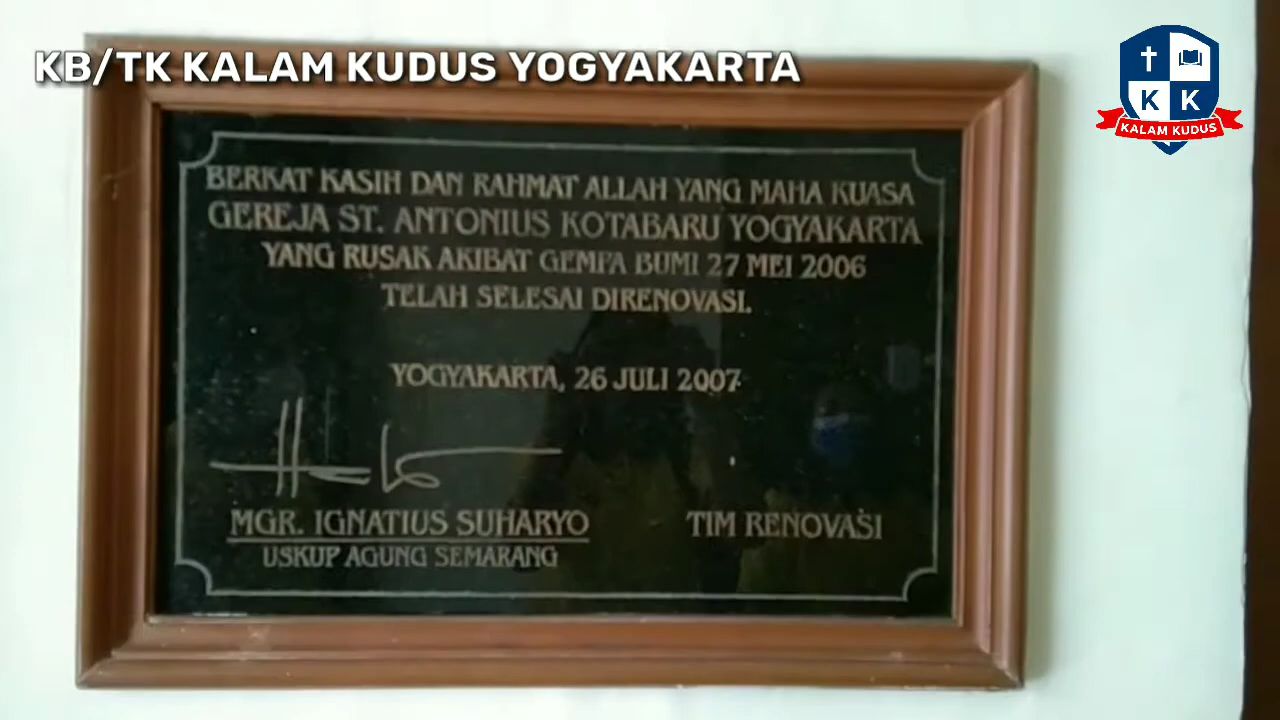 KB/TK KALAM KUDUS YOGYAKARTA
K K
KALAM KUDUS
BERKAT KASIH DAN RAHMAT ALLAH YANG MAHA KUASA
GEREJA ST. ANTONIUS KOTABARU YOGYAKARTA
YANG RUSAK AKIBAT GEMPA BUMI 27 MEI 2006
TELAH SELESAI DIRENOVASI.
YOGYAKARTA, 26 JULI 2007
MGR. IGNATIUS SUHARYO
USKUP AGUNG SEMARANG
TIM RENOVASI